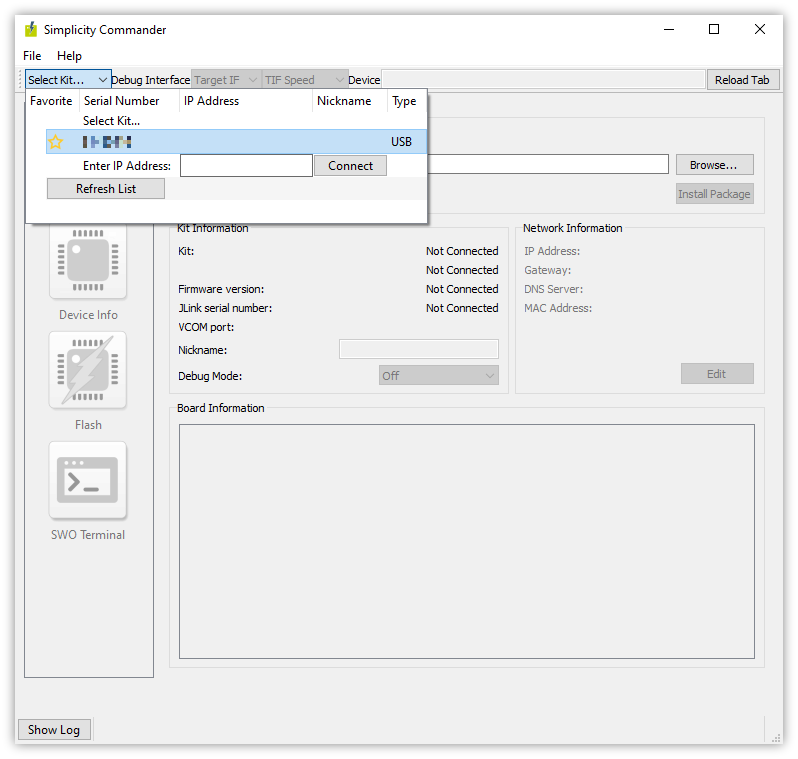 Simplicity Commander
File Help
Select Kit... Debug Interface Target IF TIF Speed Device Reload Tab
Favorite Serial Number IP Address Nickname Type
Select Kit...
USB
Enter IP Address: Connect Browse...
Refresh List Install Package
Kit Information Network Information
Kit: Not Connected IP Address:
Not Connected Gateway:
Firmware version: Not Connected DNS Server:
JLink serial number: Not Connected MAC Address:
Device Info
VCOM port:
Nickname:
Debug Mode: Off Edit
Board Information
Flash
SWO Terminal
Show Log